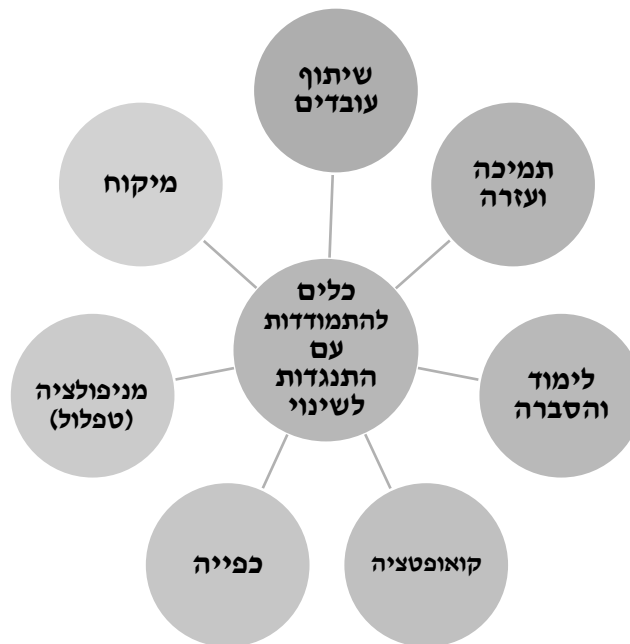 שיתוף
עובדים
תמיכה
ועזרה
לימוד
והסברה
קואופטציה
כפייה
מניפולציה
(טפלול)
מיקוח
כלים
להתמודדות
עם
התנגדות
לשינוי